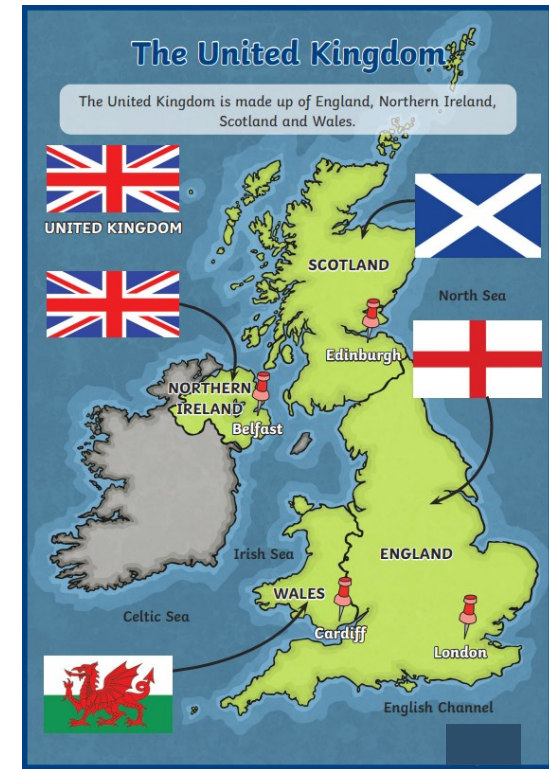 The United Kingdom
The United Kingdom is made up of England, Northern Ireland,
Scotland and Wales.
UNITED KINGDOM
SCOTLAND
North Sea
Edinburgh
NORTHERN
IRELAND
Belfast
Irish Sea
ENGLAND
WALES
Celtic Sea
Cardiff
London
English Channel